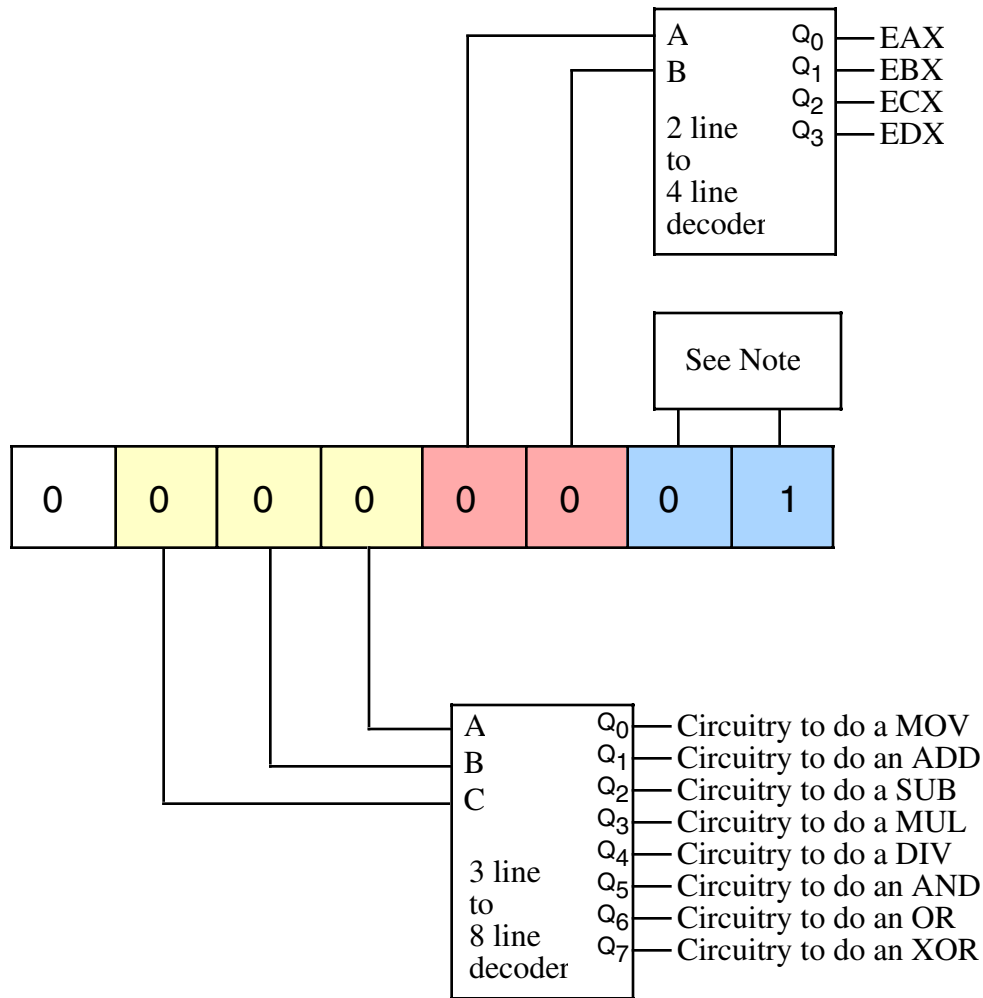 A Q0 EAX
B Q1 EBX
Q2 ECX
2 line Q3 EDX
to
4 line
decoder
See Note
0 0 0 0 0 0 0 1
A Q0 Circuitry to do a MOV
B Q1 Circuitry to do an ADD
C Q2 Circuitry to do a SUB
Q3 Circuitry to do a MUL
3 line Q4 Circuitry to do a DIV
to Q5 Circuitry to do an AND
8 line Q6 Circuitry to do an OR
decoder Q7 Circuitry to do an XOR